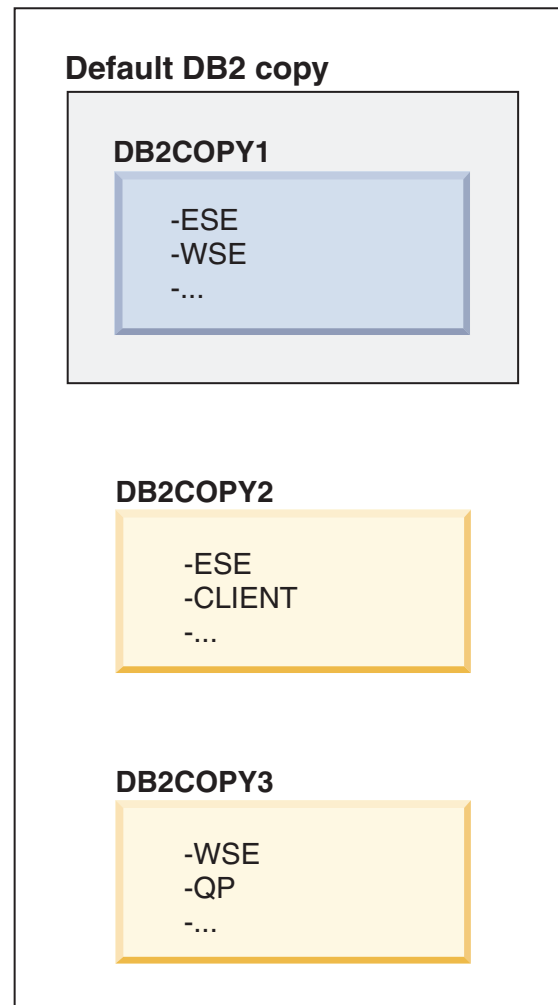 Default DB2 copy
DB2COPY1
-ESE
-WSE
-...
DB2COPY2
-ESE
-CLIENT
-...
DB2COPY3
-WSE
-QP
-...